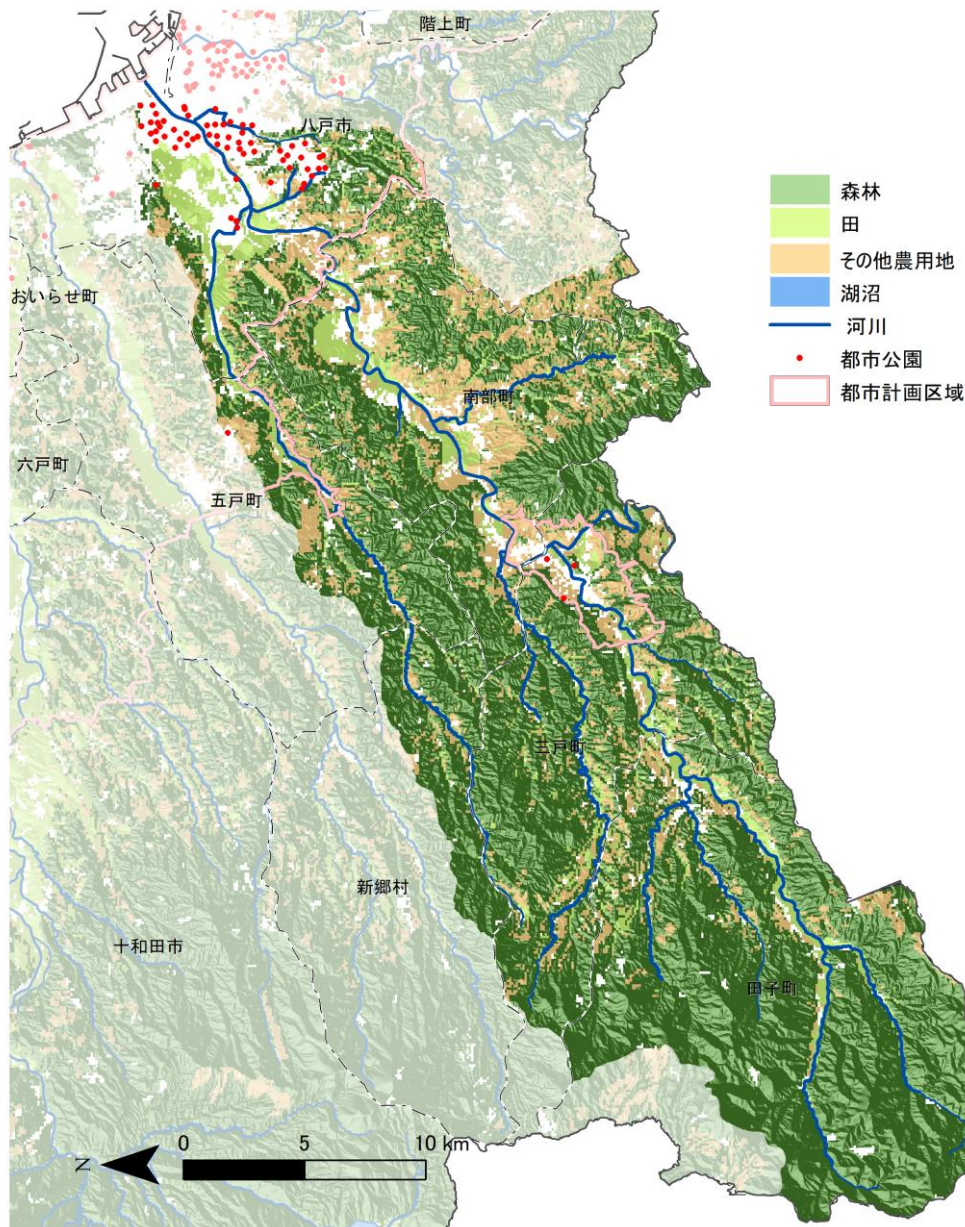 階上町
八戸市
森林
田
その他農用地
湖沼
河川
都市公園
都市計画区域
おいらせ町
南部町
六戸町
五戸町
三戸町
新郷村
十和田市
田子町
N
0 5 10 km